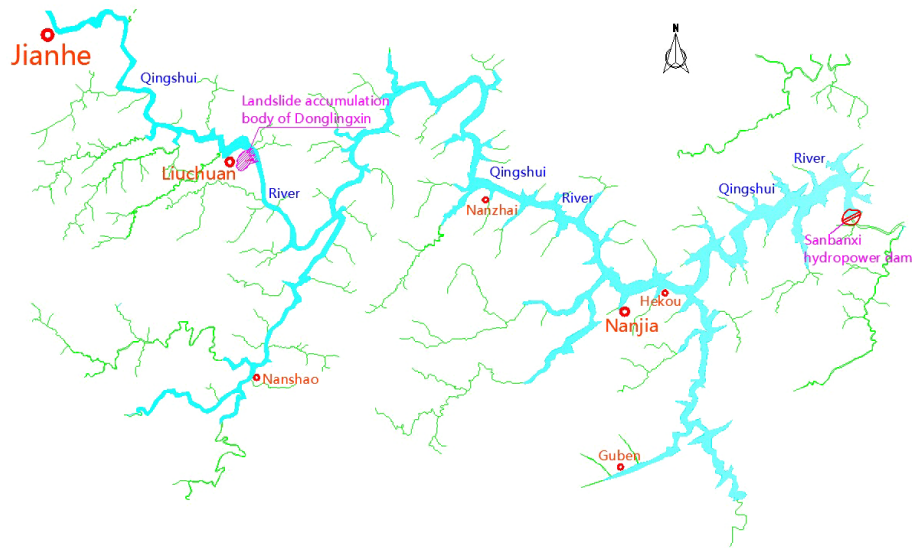 Jianhe
N
Qingshui
Landslide accumulation
body of Donglingxin
Liuchuan
River
Qingshui
River
Nanzhai
River
Qingshui
Sanbanxi
hydropower dam
Hekou
Nanjia
Nanshao
Guben